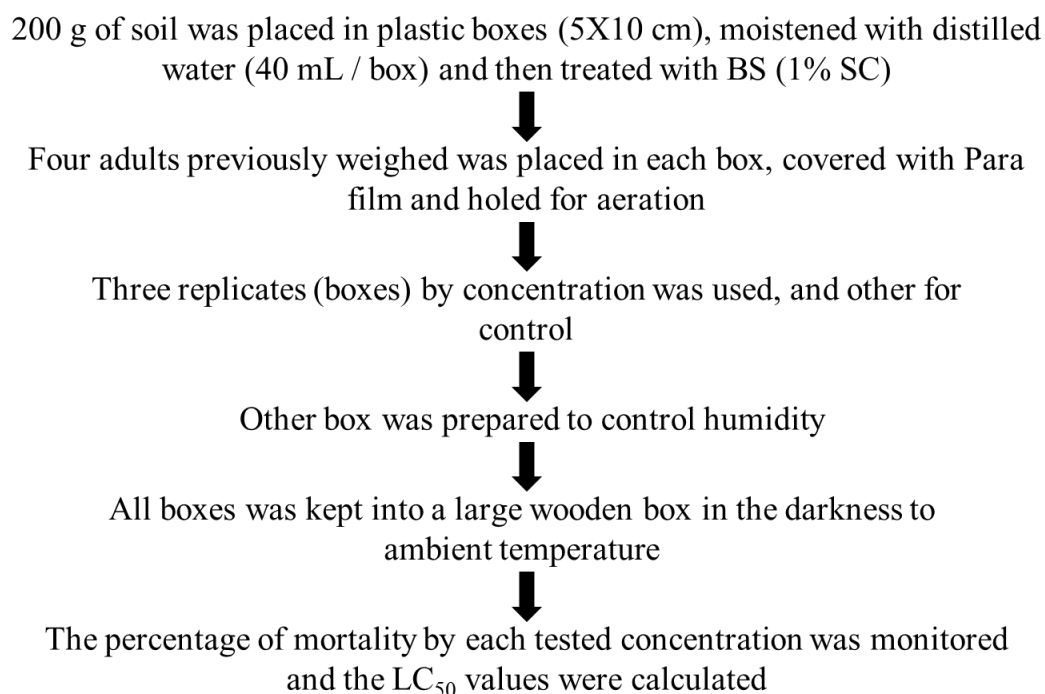 200 g of soil was placed in plastic boxes (5X10 cm), moistened with distilled
water (40 mL / box) and then treated with BS (1% SC)
Four adults previously weighed was placed in each box, covered with Para
film and holed for aeration
Three replicates (boxes) by concentration was used, and other for
control
Other box was prepared to control humidity
All boxes was kept into a large wooden box in the darkness to
ambient temperature
The percentage of mortality by each tested concentration was monitored
and the LC₅₀ values were calculated